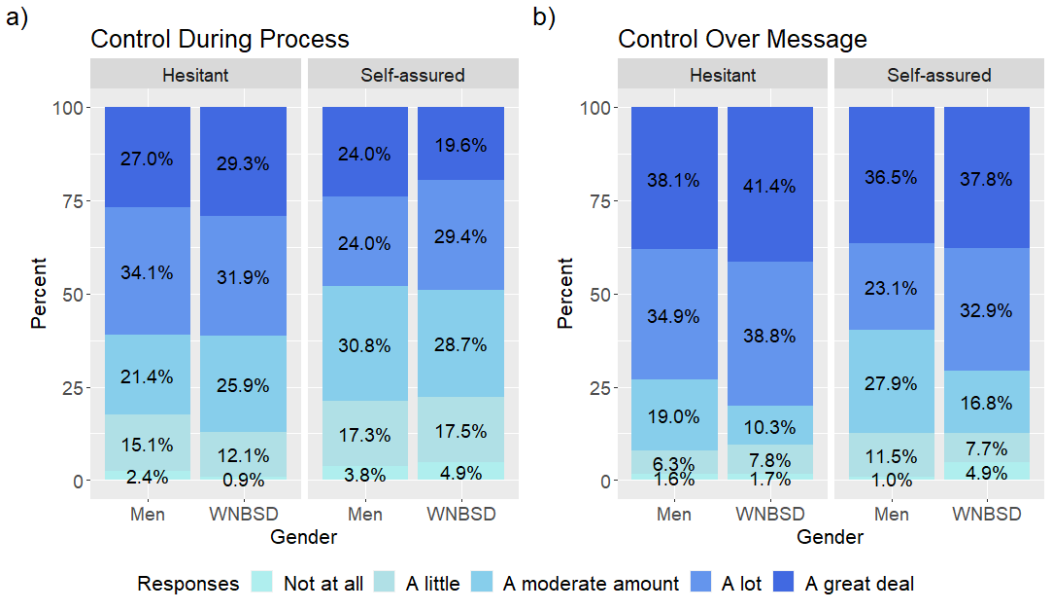 a)
Control During Process
Hesitant Self-assured
100
75
50
25
0
Percent
27.0% 29.3% 24.0% 19.6%
34.1% 31.9% 24.0% 29.4%
21.4% 25.9% 30.8% 28.7%
15.1% 12.1% 17.3% 17.5%
2.4% 0.9% 3.8% 4.9%
Men WNBSD Men WNBSD
Gender
b)
Control Over Message
Hesitant Self-assured
100
75
50
25
0
Percent
38.1% 41.4% 36.5% 37.8%
34.9% 38.8% 23.1% 32.9%
19.0% 10.3% 27.9% 16.8%
6.3% 7.8% 11.5% 7.7%
1.6% 1.7% 1.0% 4.9%
Men WNBSD Men WNBSD
Gender
Responses Not at all A little A moderate amount A lot A great deal